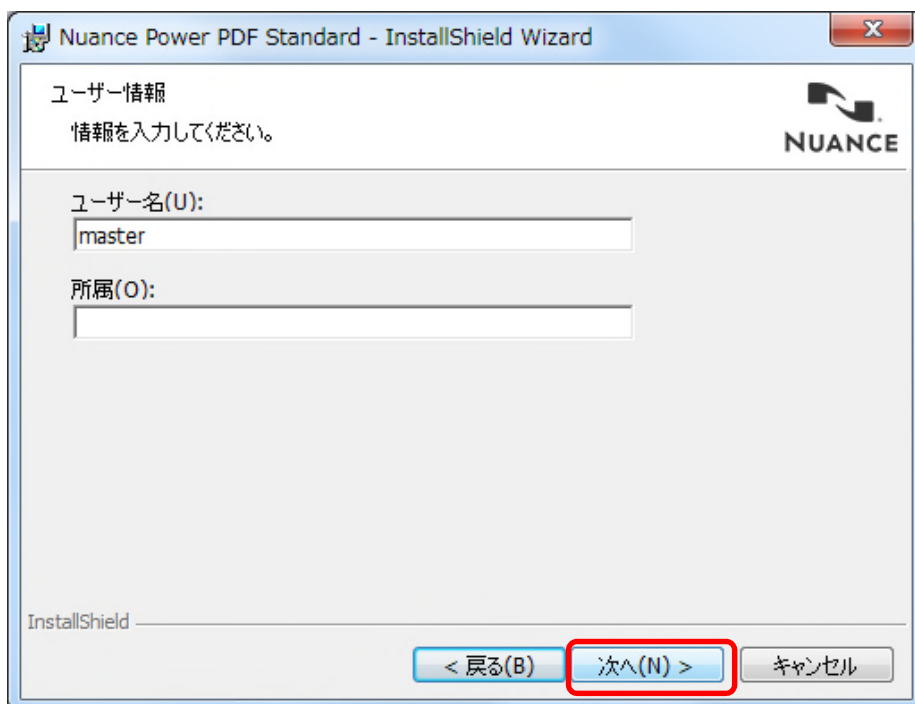 Nuance Power PDF Standard - InstallShield Wizard
ユーザー情報
情報を入力してください。
NUANCE
ユーザー名(U):
master
所属(O):
InstallShield
< 戻る(B)
次へ(N) >
キャンセル